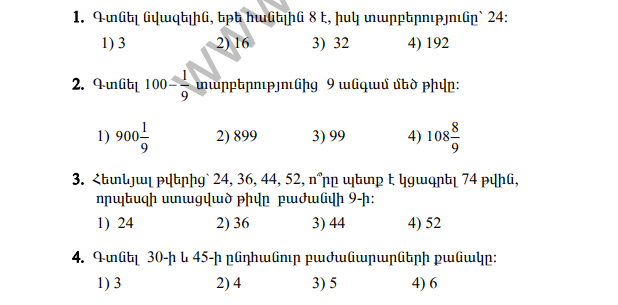 1. Գտնել նվազելին, եթե հանելին 8 է, իսկ տարբերությունը՝ 24:
1) 3 2) 16 3) 32 4) 192
2. Գտնել 100–1/9 տարբերությունից 9 անգամ մեծ թիվը:
1) 900 1/9 2) 899 3) 99 4) 108 8/9
3. Հետևյալ թվերից՝ 24, 36, 44, 52, ո՞րը պետք է կցագրել 74 թվին,
որպեսզի ստացված թիվը բաժանվի 9-ի:
1) 24 2) 36 3) 44 4) 52
4. Գտնել 30-ի և 45-ի ընդհանուր բաժանարարների քանակը:
1) 3 2) 4 3) 5 4) 6
WWW